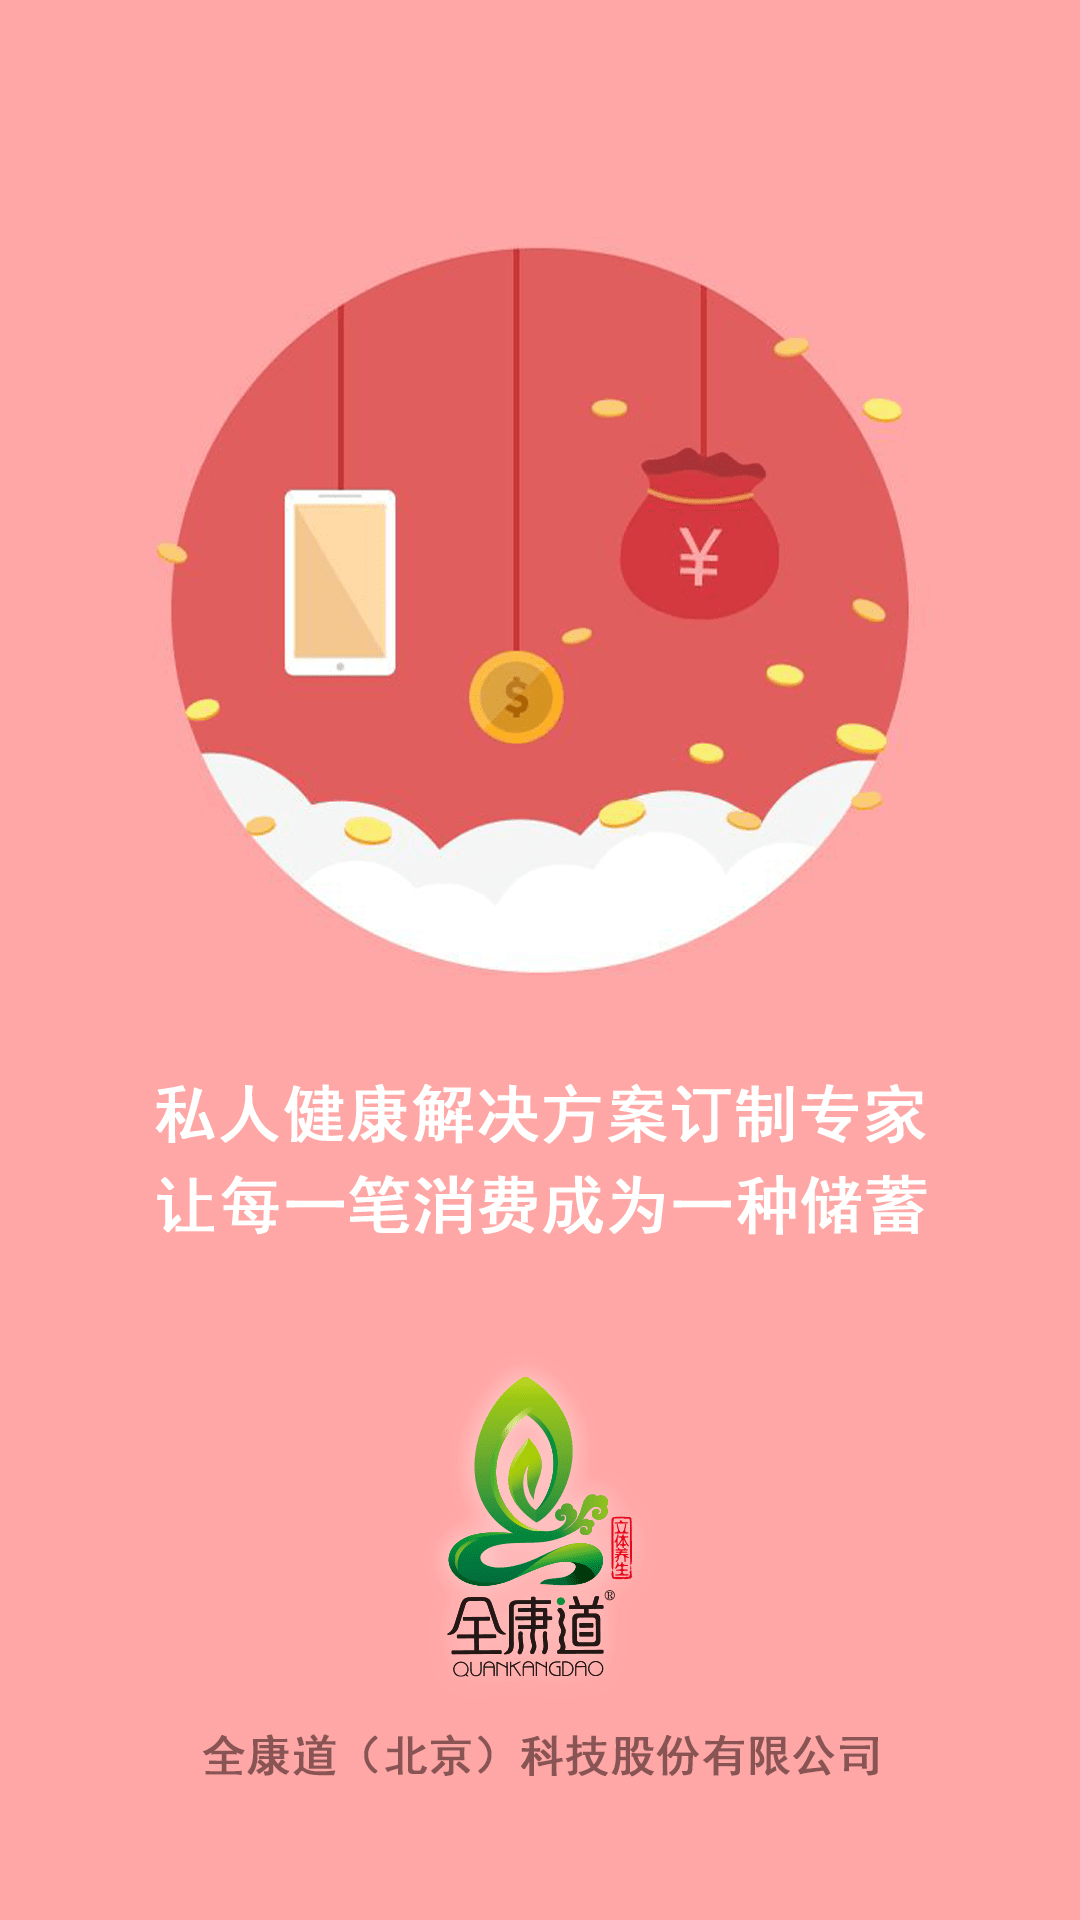 ¥
$
私人健康解决方案订制专家
让每一笔消费成为一种储蓄
立体养生
全康道®
QUANKANGDAO
全康道（北京）科技股份有限公司